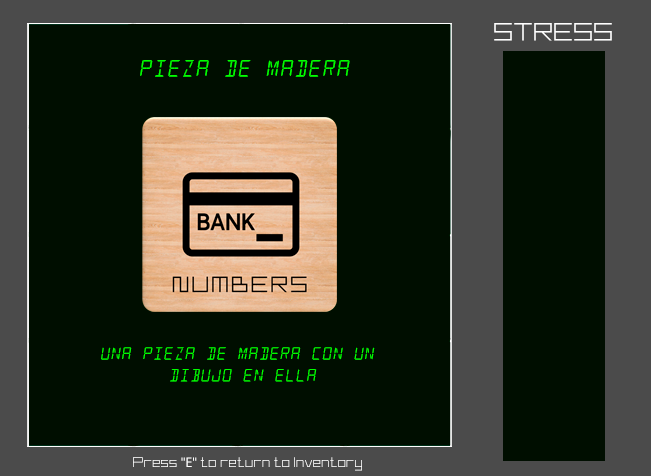 STRESS
PIEZA DE MADERA
BANK
NUMBERS
UNA PIEZA DE MADERA CON UN
DIBUJO EN ELLA
Press "E" to return to Inventory